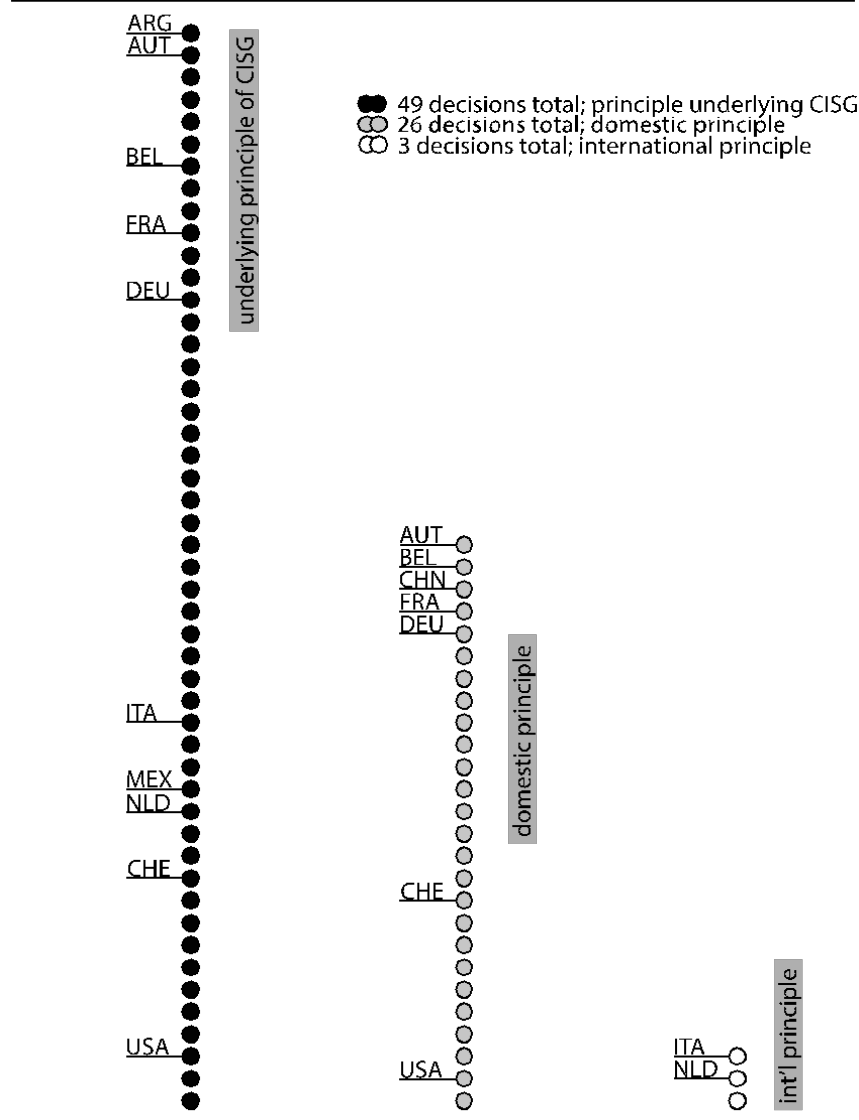 ARG
AUT
BEL
FRA
DEU
ITA
MEX
NLD
CHE
USA
underlying principle of CISG
49 decisions total; principle underlying CISG
26 decisions total; domestic principle
3 decisions total; international principle
AUT
BEL
CHN
FRA
DEU
CHE
USA
domestic principle
ITA
NLD
int'l principle